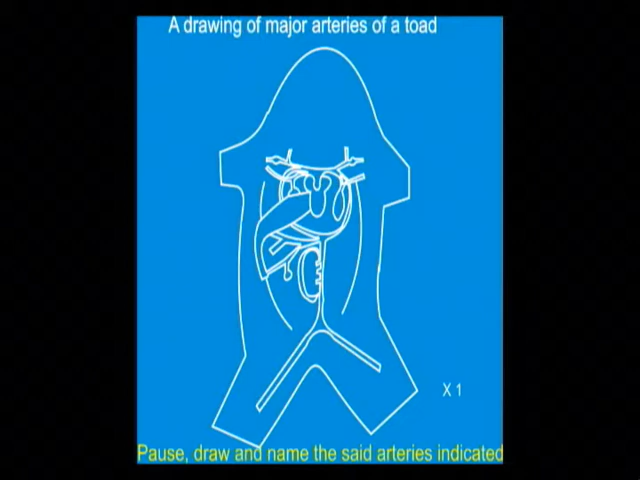 A drawing of major arteries of a toad
X 1
Pause, draw and name the said arteries indicated